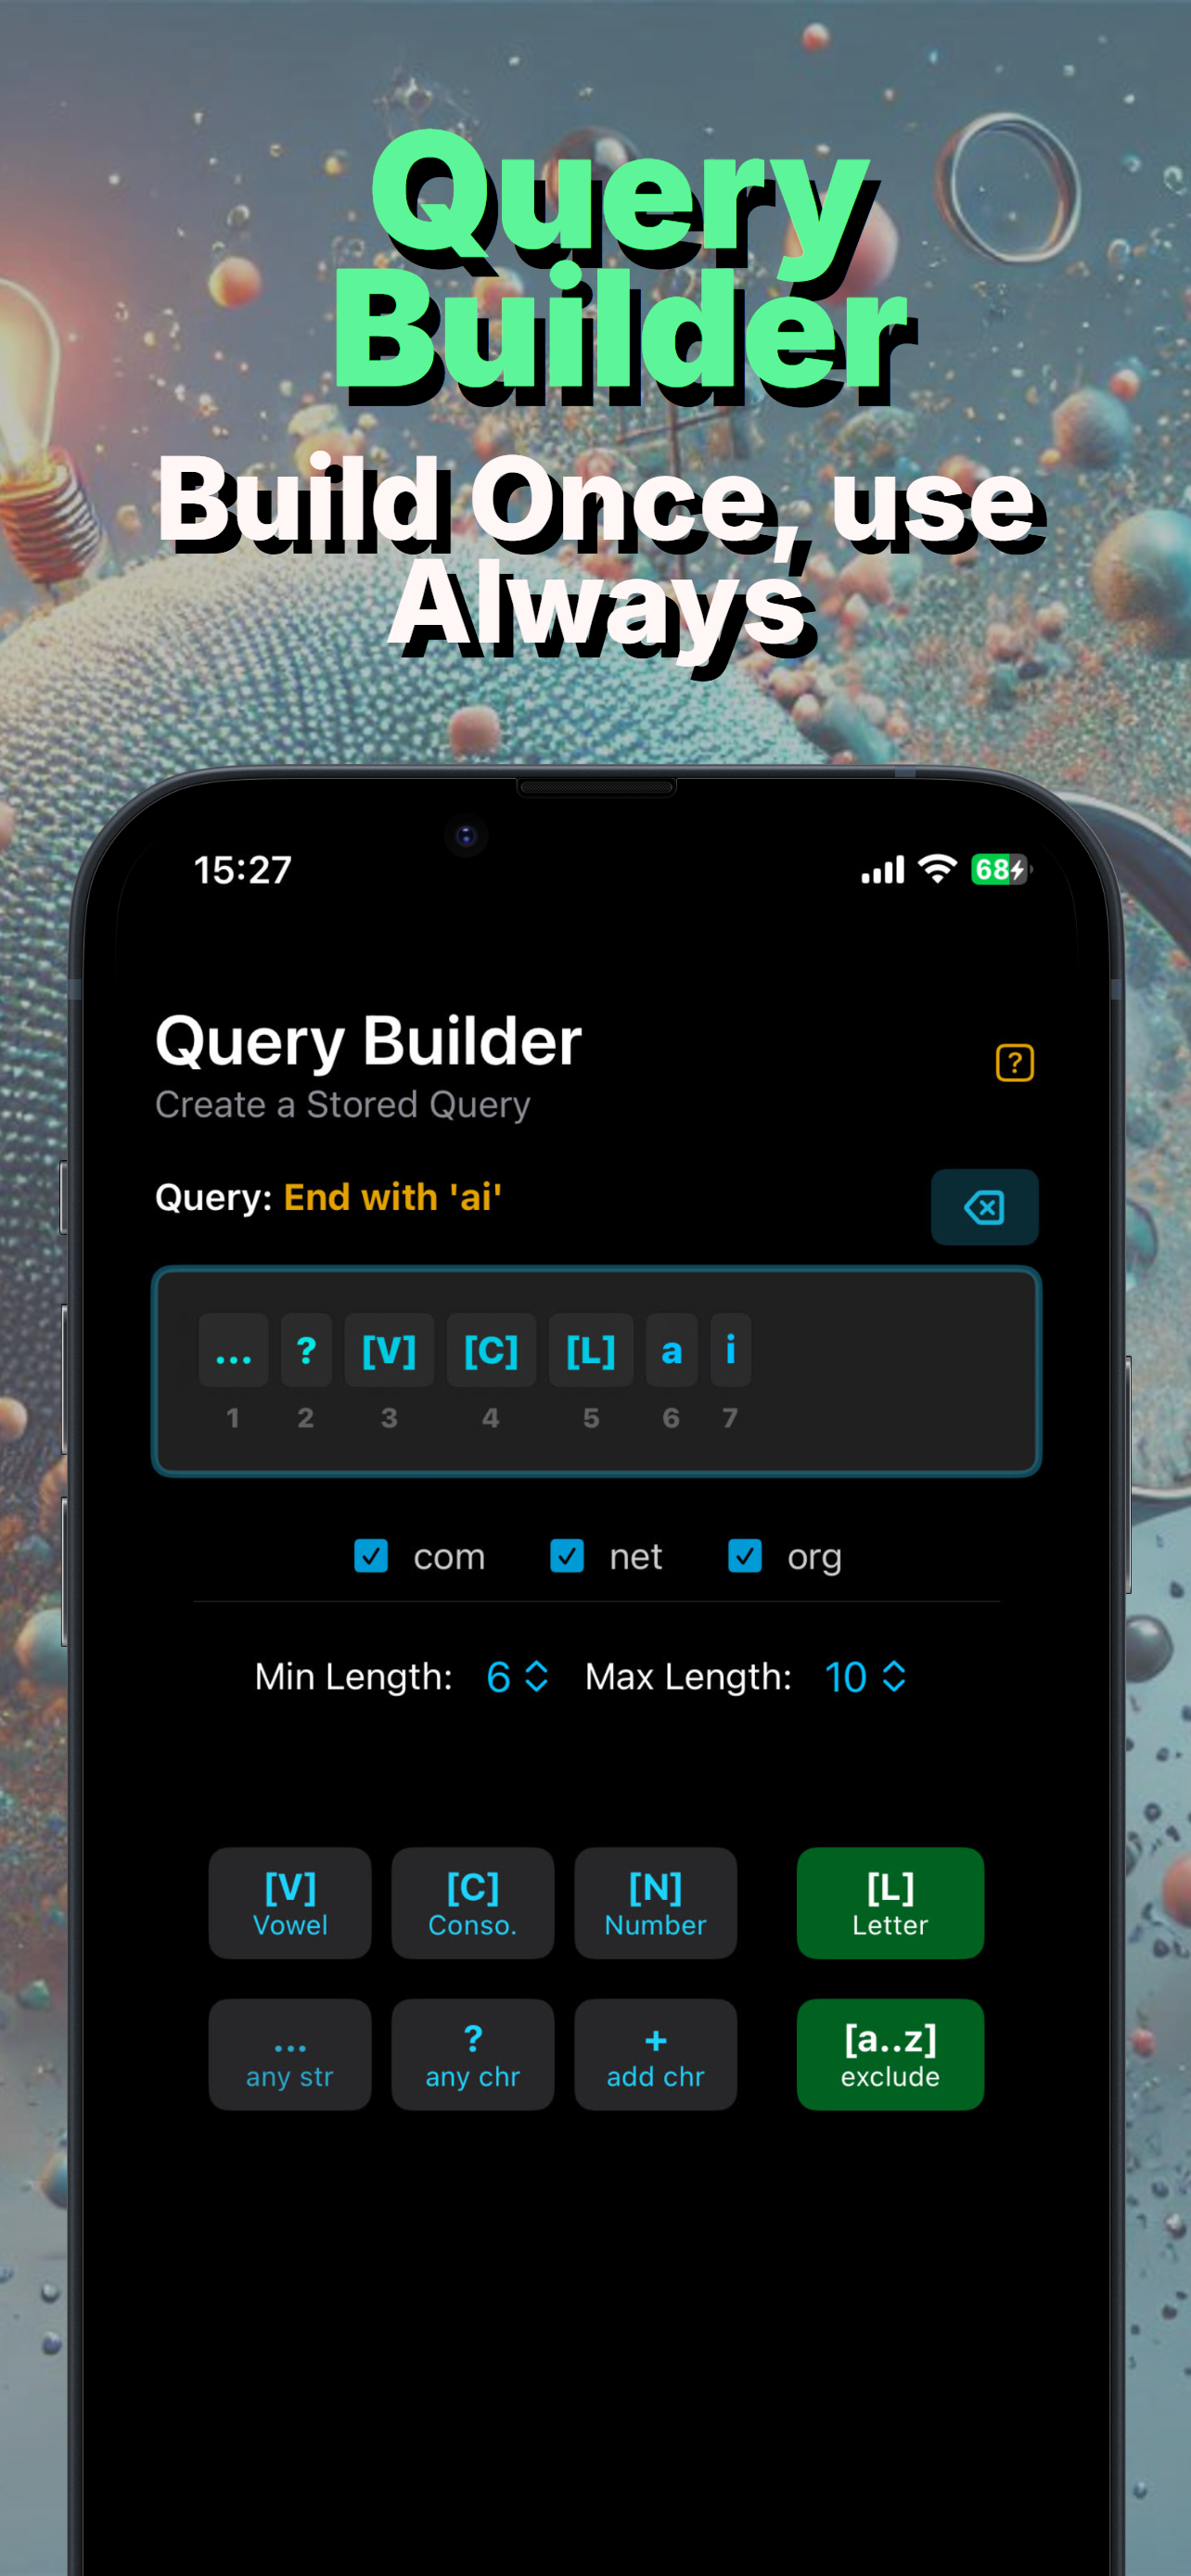 Query
Builder
Build Once, use
Always
15:27
68
Query Builder
?
Create a Stored Query
Query: End with 'ai'
... ? [V] [C] [L] a i
1 2 3 4 5 6 7
com net org
Min Length: 6 Max Length: 10
[V] [C] [N] [L]
Vowel Conso. Number Letter
... ? + [a..z]
any str any chr add chr exclude